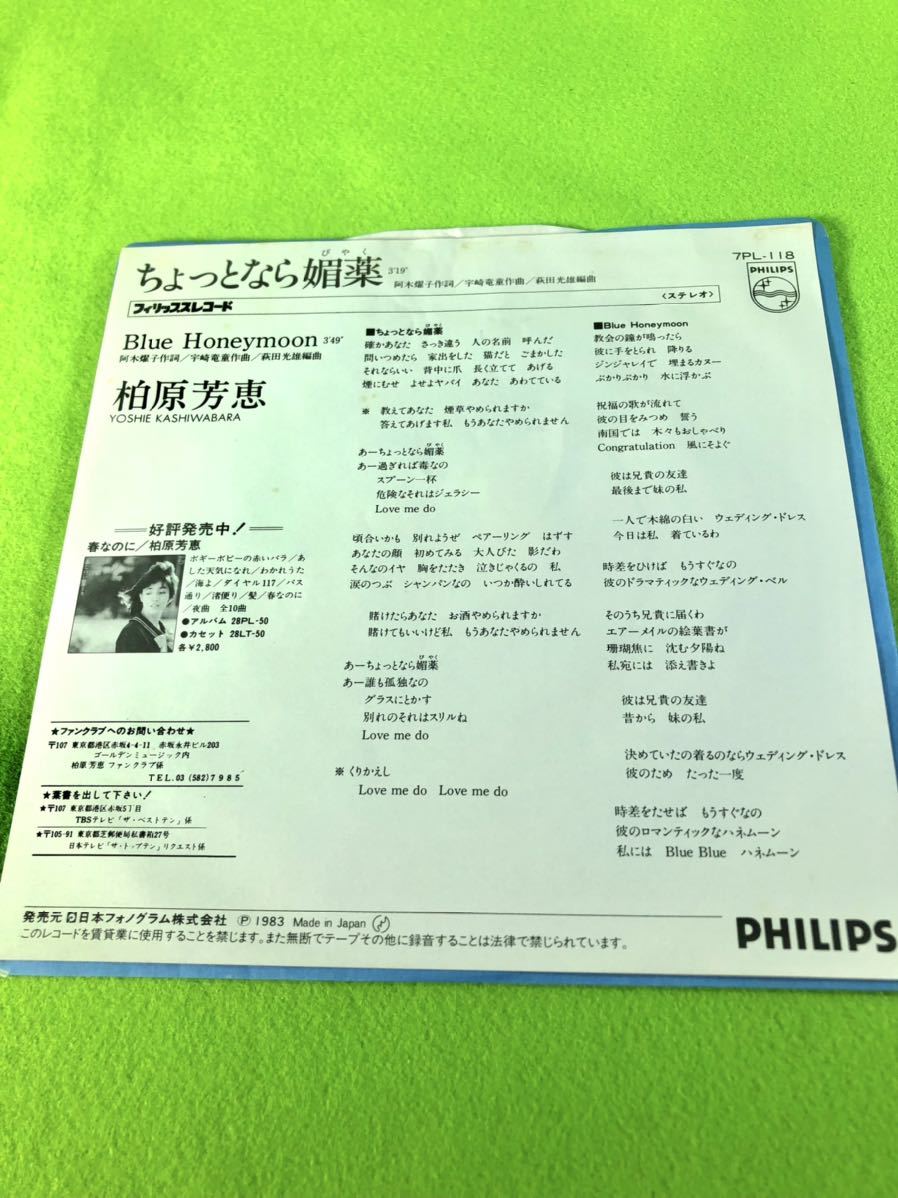 ちょっとなら媚薬 3'19"
びやく
阿木燿子作詞／宇崎竜童作曲／萩田光雄編曲
7PL-118
PHILIPS
フィリップスレコード
〈ステレオ〉
Blue Honeymoon 3'49"
阿木燿子作詞／宇崎竜童作曲／萩田光雄編曲
柏原芳恵
YOSHIE KASHIWABARA
＝好評発売中!＝
春なのに／柏原芳恵
ポギーボビーの赤いバラ／あ
した天気になれ／わかれうた
／海よ／ダイヤル117／バス
通り／渚便り／髪／春なのに
／夜曲 全10曲
●アルバム 28PL-50
●カセット 28LT-50
各¥2,800
★ファンクラブへのお問い合わせ★
〒107 東京都港区赤坂4-4-11 赤坂永井ビル203
ゴールデンミュージック内
柏原芳恵 ファンクラブ係
TEL.03 (582) 7985
★葉書を出して下さい!
★〒107 東京都港区赤坂5丁目
TBSテレビ「ザ・ベストテン」係
★〒105-91 東京都芝郵便局私書箱27号
日本テレビ「ザ・トップテン」リクエスト係
■ちょっとなら媚薬
びやく
確かあなた さっき違う 人の名前 呼んだ
問いつめたら 家出をした 猫だと ごまかした
それならいい 背中に爪 長く立てて あげる
煙にむせ よせよヤバイ あなた あわてている
※ 教えてあなた 煙草やめられますか
答えてあげます私 もうあなたやめられません
あーちょっとなら媚薬
びやく
あー過ぎれば毒なの
スプーン一杯
危険なそれはジェラシー
Love me do
頃合いかも 別れようぜ ペアーリング はずす
あなたの顔 初めてみる 大人びた 影だわ
そんなのイヤ 胸をたたき 泣きじゃくるの 私
涙のつぶ シャンパンなの いつか酔いしれてる
賭けたらあなた お酒やめられますか
賭けてもいいけど私 もうあなたやめられません
あーちょっとなら媚薬
びやく
あー誰も孤独なの
グラスにとかす
別れのそれはスリルね
Love me do
※くりかえし
Love me do Love me do
■Blue Honeymoon
教会の鐘が鳴ったら
彼に手をとられ 降りる
ジンジャレイで 埋まるカヌー
ぷかりぷかり 水に浮かぶ
祝福の歌が流れて
彼の目をみつめ 誓う
南国では 木々もおしゃべり
Congratulation 風にそよぐ
彼は兄貴の友達
最後まで妹の私
一人で木綿の白い ウェディング・ドレス
今日は私 着ているわ
時差をひけば もうすぐなの
彼のドラマティックなウェディング・ベル
そのうち兄貴に届くわ
エアーメイルの絵葉書が
珊瑚焦に 沈む夕陽ね
私宛には 添え書きよ
彼は兄貴の友達
昔から 妹の私
決めていたの着るのならウェディング・ドレス
彼のため たった一度
時差をたせば もうすぐなの
彼のロマンティックなハネムーン
私には Blue Blue ハネムーン
発売元 日本フォノグラム株式会社 Ⓟ1983 Made in Japan
このレコードを賃貸業に使用することを禁じます。また無断でテープその他に録音することは法律で禁じられています。
PHILIPS